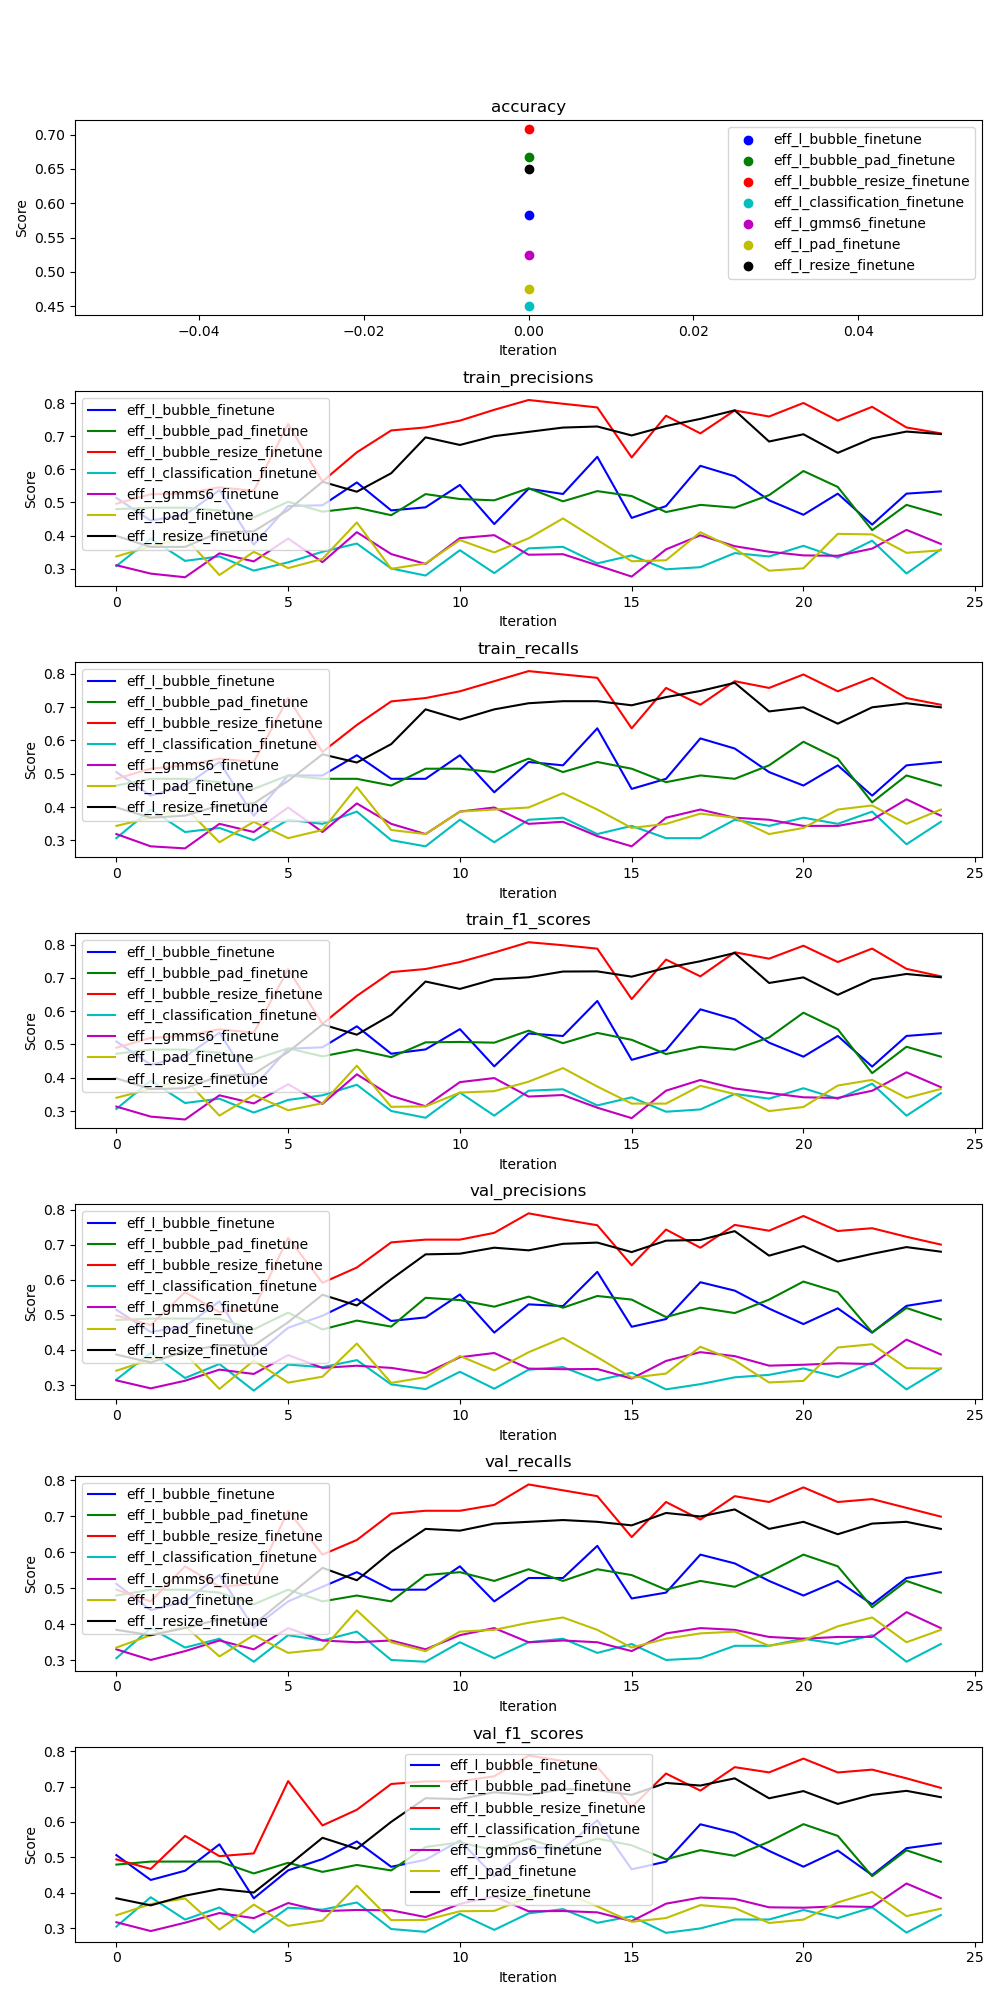 accuracy
0.70
0.65
0.60
0.55
0.50
0.45
Score
eff_l_bubble_finetune
eff_l_bubble_pad_finetune
eff_l_bubble_resize_finetune
eff_l_classification_finetune
eff_l_gmms6_finetune
eff_l_pad_finetune
eff_l_resize_finetune
−0.04 −0.02 0.00 0.02 0.04
Iteration
train_precisions
0.8
0.7
0.6
0.5
0.4
0.3
Score
eff_l_bubble_finetune
eff_l_bubble_pad_finetune
eff_l_bubble_resize_finetune
eff_l_classification_finetune
eff_l_gmms6_finetune
eff_l_pad_finetune
eff_l_resize_finetune
0 5 10 15 20 25
Iteration
train_recalls
0.8
0.7
0.6
0.5
0.4
0.3
Score
eff_l_bubble_finetune
eff_l_bubble_pad_finetune
eff_l_bubble_resize_finetune
eff_l_classification_finetune
eff_l_gmms6_finetune
eff_l_pad_finetune
eff_l_resize_finetune
0 5 10 15 20 25
Iteration
train_f1_scores
0.8
0.7
0.6
0.5
0.4
0.3
Score
eff_l_bubble_finetune
eff_l_bubble_pad_finetune
eff_l_bubble_resize_finetune
eff_l_classification_finetune
eff_l_gmms6_finetune
eff_l_pad_finetune
eff_l_resize_finetune
0 5 10 15 20 25
Iteration
val_precisions
0.8
0.7
0.6
0.5
0.4
0.3
Score
eff_l_bubble_finetune
eff_l_bubble_pad_finetune
eff_l_bubble_resize_finetune
eff_l_classification_finetune
eff_l_gmms6_finetune
eff_l_pad_finetune
eff_l_resize_finetune
0 5 10 15 20 25
Iteration
val_recalls
0.8
0.7
0.6
0.5
0.4
0.3
Score
eff_l_bubble_finetune
eff_l_bubble_pad_finetune
eff_l_bubble_resize_finetune
eff_l_classification_finetune
eff_l_gmms6_finetune
eff_l_pad_finetune
eff_l_resize_finetune
0 5 10 15 20 25
Iteration
val_f1_scores
0.8
0.7
0.6
0.5
0.4
0.3
Score
eff_l_bubble_finetune
eff_l_bubble_pad_finetune
eff_l_bubble_resize_finetune
eff_l_classification_finetune
eff_l_gmms6_finetune
eff_l_pad_finetune
eff_l_resize_finetune
0 5 10 15 20 25
Iteration